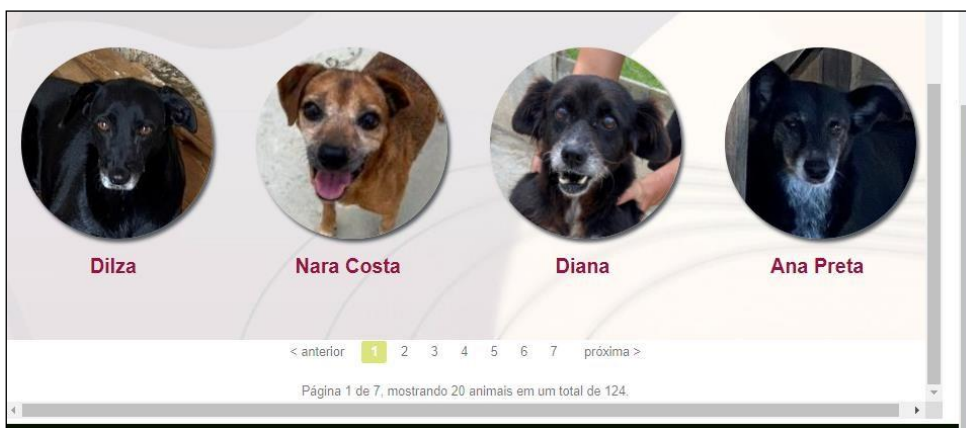 Dilza Nara Costa Diana Ana Preta
< anterior 1 2 3 4 5 6 7 próxima >
Página 1 de 7, mostrando 20 animais em um total de 124.